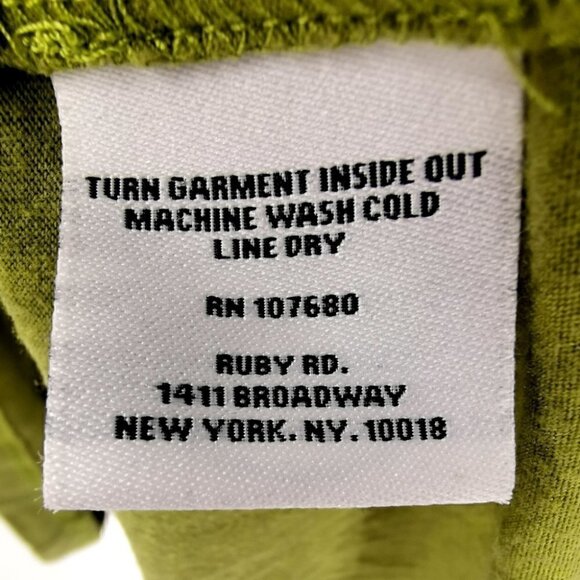 TURN GARMENT INSIDE OUT
MACHINE WASH COLD
LINE DRY
RN 107680
RUBY RD.
1411 BROADWAY
NEW YORK. NY. 10018